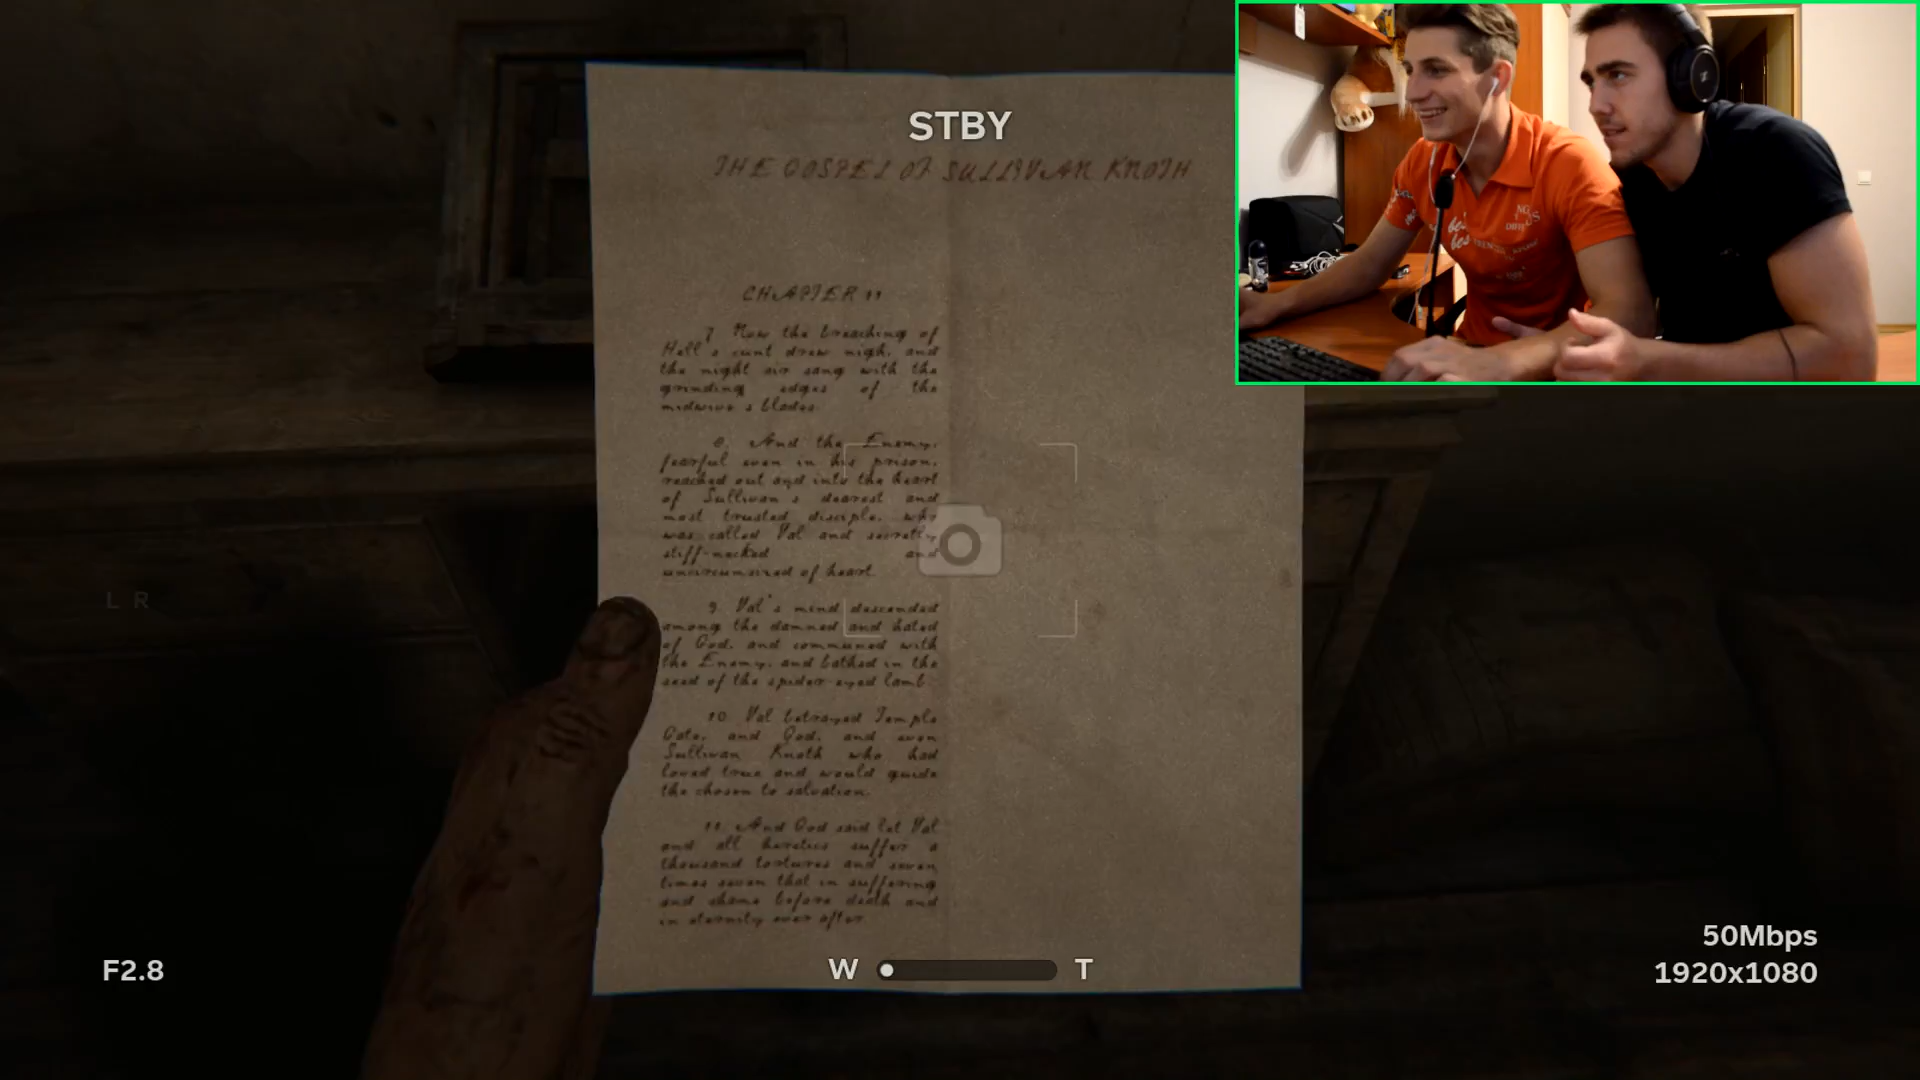 STBY
THE GOSPEL OF SULLIVAN KNOTH
CHAPTER 11
7. Now the breaching of
Hell's cunt drew nigh, and
the night air sang with the
grinding edges of the
midwive's blades.
8. And the Enemy,
fearful even in his prison,
reached out and into the heart
of Sullivan's dearest and
most trusted disciple, who
was called Val and secretly
stiff-necked and
uncircumsized of heart.
9. Val's mind descended
among the damned and hated
of God, and communed with
the Enemy, and bathed in the
seed of the spider-eyed lamb.
10. Val betrayed Temple
Gate, and God, and even
Sullivan Knoth who had
loved true and would guide
the chosen to salvation.
11. And God said let Val
and all heretics suffer a
thousand tortures and seven
times seven that in suffering
and shame before death and
in eternity ever after.
L R
F2.8
W T
50Mbps
1920x1080